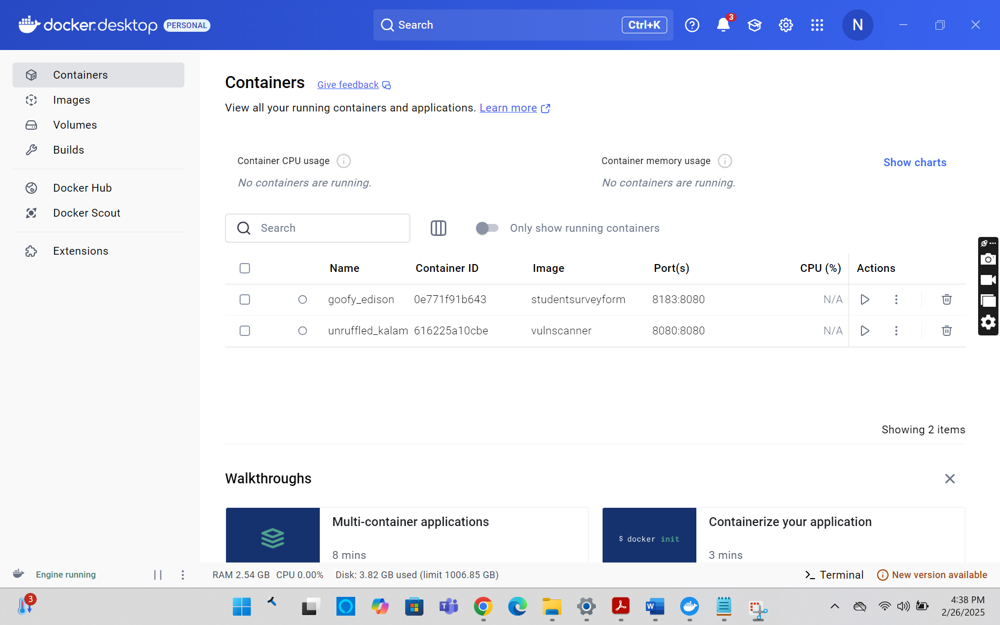 docker desktop PERSONAL
Search Ctrl+K
3
N
Containers
Images
Volumes
Builds
Docker Hub
Docker Scout
Extensions
Containers Give feedback
View all your running containers and applications. Learn more
Container CPU usage
No containers are running.
Container memory usage
No containers are running.
Show charts
Search
Only show running containers
Name Container ID Image Port(s) CPU (%) Actions
goofy_edison 0e771f91b643 studentsurveyform 8183:8080 N/A
unruffled_kalam 616225a10cbe vulnscanner 8080:8080 N/A
Showing 2 items
Walkthroughs
Multi-container applications
8 mins
$ docker init
Containerize your application
3 mins
Engine running
RAM 2.54 GB CPU 0.00% Disk: 3.82 GB used (limit 1006.85 GB)
Terminal
New version available
3
4:38 PM
2/26/2025